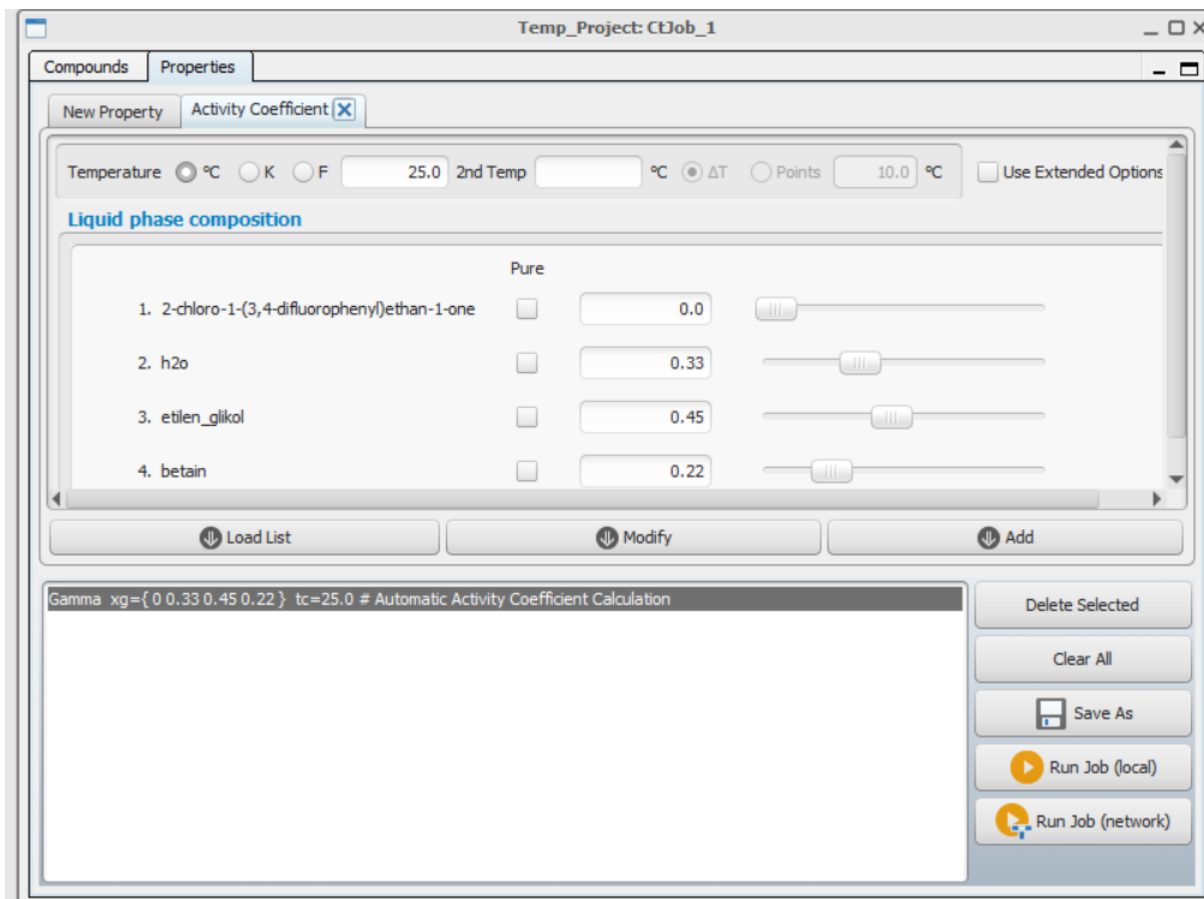 Temp_Project: CtJob_1
Compounds Properties
New Property Activity Coefficient
Temperature °C K F 25.0 2nd Temp °C ΔT Points 10.0 °C Use Extended Options
Liquid phase composition
Pure
1. 2-chloro-1-(3,4-difluorophenyl)ethan-1-one 0.0
2. h2o 0.33
3. etilen_glikol 0.45
4. betain 0.22
Load List Modify Add
Gamma xg={ 0 0.33 0.45 0.22 } tc=25.0 # Automatic Activity Coefficient Calculation
Delete Selected
Clear All
Save As
Run Job (local)
Run Job (network)